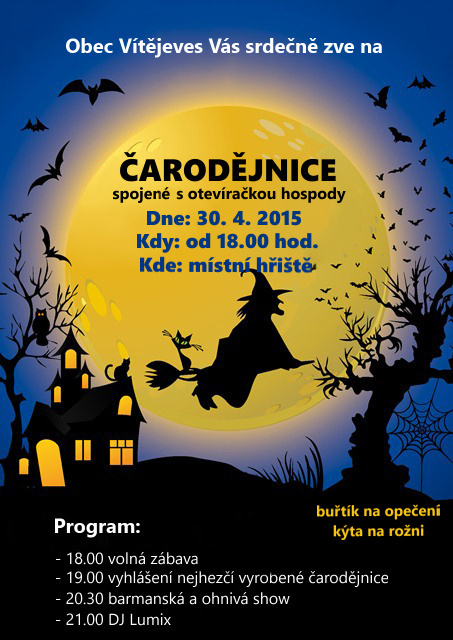 Obec Vítějeves Vás srdečně zve na
ČARODĚJNICE
spojené s otevíračkou hospody
Dne: 30. 4. 2015
Kdy: od 18.00 hod.
Kde: místní hřiště
buřtík na opečení
kýta na rožni
Program:
- 18.00 volná zábava
- 19.00 vyhlášení nejhezčí vyrobené čarodějnice
- 20.30 barmanská a ohnivá show
- 21.00 DJ Lumix